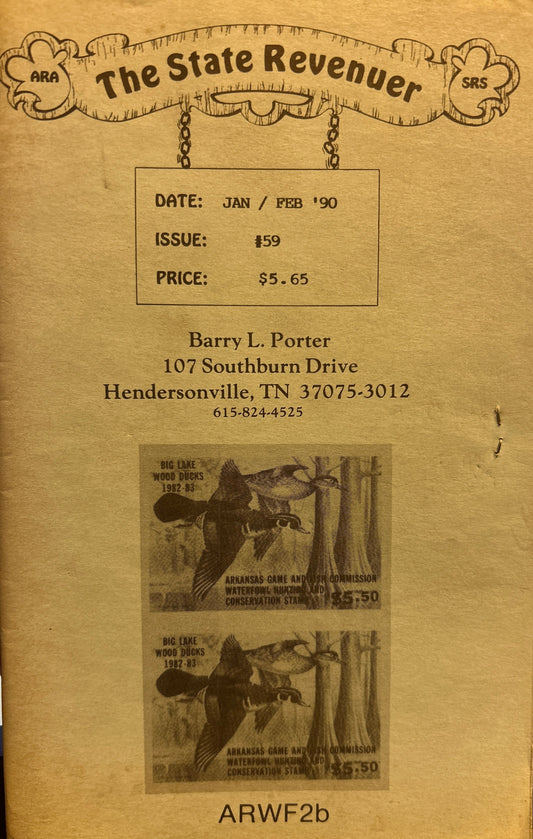 ARA
The State Revenuer
SRS
DATE: JAN / FEB '90
ISSUE: #59
PRICE: $5.65
Barry L. Porter
107 Southburn Drive
Hendersonville, TN 37075-3012
615-824-4525
BIG LAKE
WOOD DUCKS
1982-83
ARKANSAS GAME AND FISH COMMISSION
WATERFOWL HUNTING AND
CONSERVATION STAMP $5.50
BIG LAKE
WOOD DUCKS
1982-83
ARKANSAS GAME AND FISH COMMISSION
WATERFOWL HUNTING AND
CONSERVATION STAMP $5.50
ARWF2b